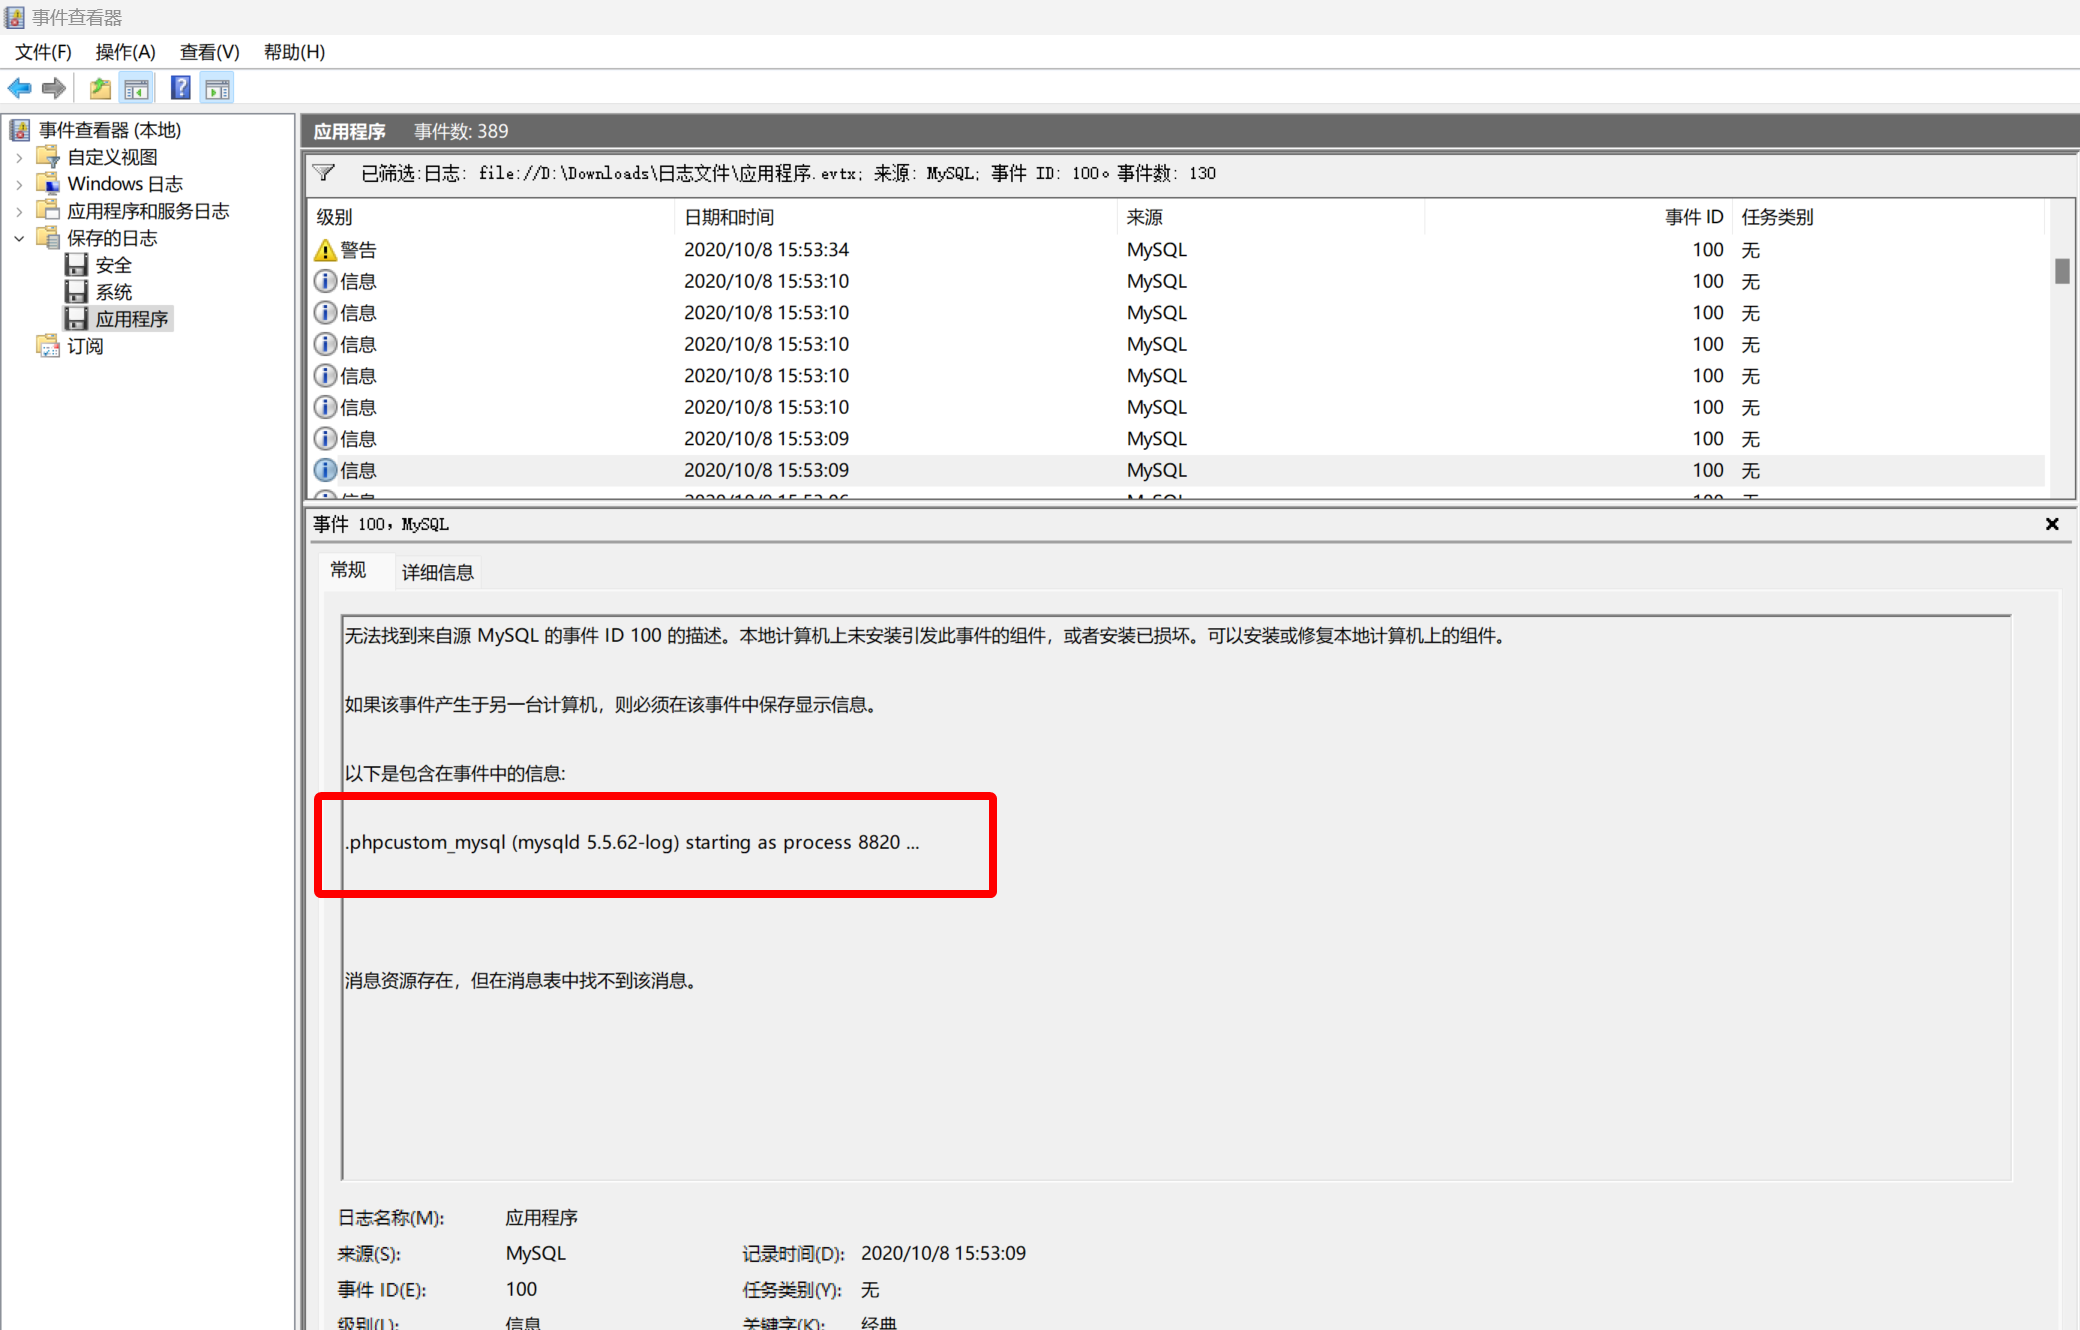 事件查看器
文件(F) 操作(A) 查看(V) 帮助(H)
事件查看器 (本地)
自定义视图
Windows 日志
应用程序和服务日志
保存的日志
安全
系统
应用程序
订阅
应用程序 事件数: 389
已筛选:日志: file://D:\Downloads\日志文件\应用程序.evtx; 来源: MySQL; 事件 ID: 100。事件数: 130
级别 日期和时间 来源 事件 ID 任务类别
警告 2020/10/8 15:53:34 MySQL 100 无
信息 2020/10/8 15:53:10 MySQL 100 无
信息 2020/10/8 15:53:10 MySQL 100 无
信息 2020/10/8 15:53:10 MySQL 100 无
信息 2020/10/8 15:53:10 MySQL 100 无
信息 2020/10/8 15:53:10 MySQL 100 无
信息 2020/10/8 15:53:09 MySQL 100 无
信息 2020/10/8 15:53:09 MySQL 100 无
事件 100，MySQL
常规 详细信息
无法找到来自源 MySQL 的事件 ID 100 的描述。本地计算机上未安装引发此事件的组件，或者安装已损坏。可以安装或修复本地计算机上的组件。
如果该事件产生于另一台计算机，则必须在该事件中保存显示信息。
以下是包含在事件中的信息:
.phpcustom_mysql (mysqld 5.5.62-log) starting as process 8820 ...
消息资源存在，但在消息表中找不到该消息。
日志名称(M): 应用程序
来源(S): MySQL 记录时间(D): 2020/10/8 15:53:09
事件 ID(E): 100 任务类别(Y): 无
级别(L): 信息 关键字(K): 经典